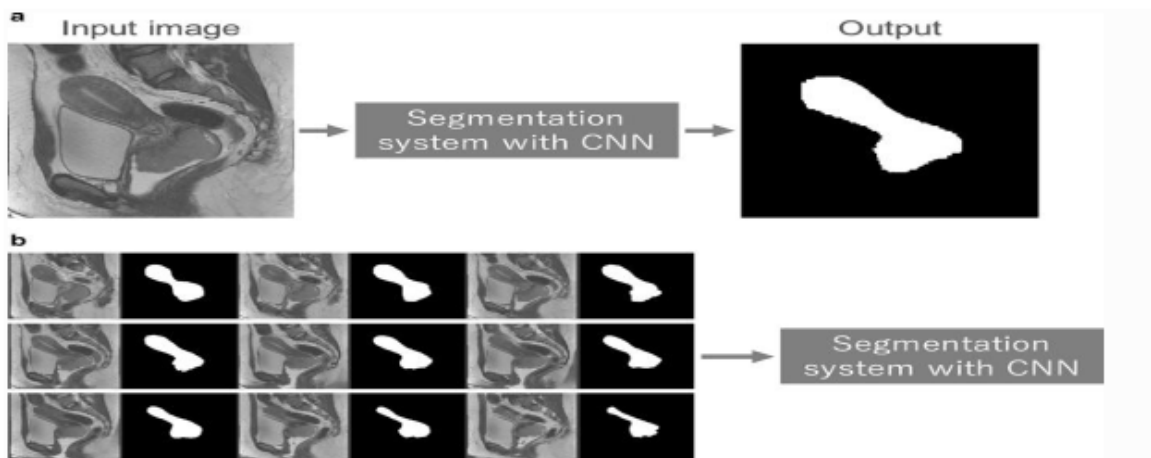 a
Input image
Output
Segmentation
system with CNN
b
Segmentation
system with CNN